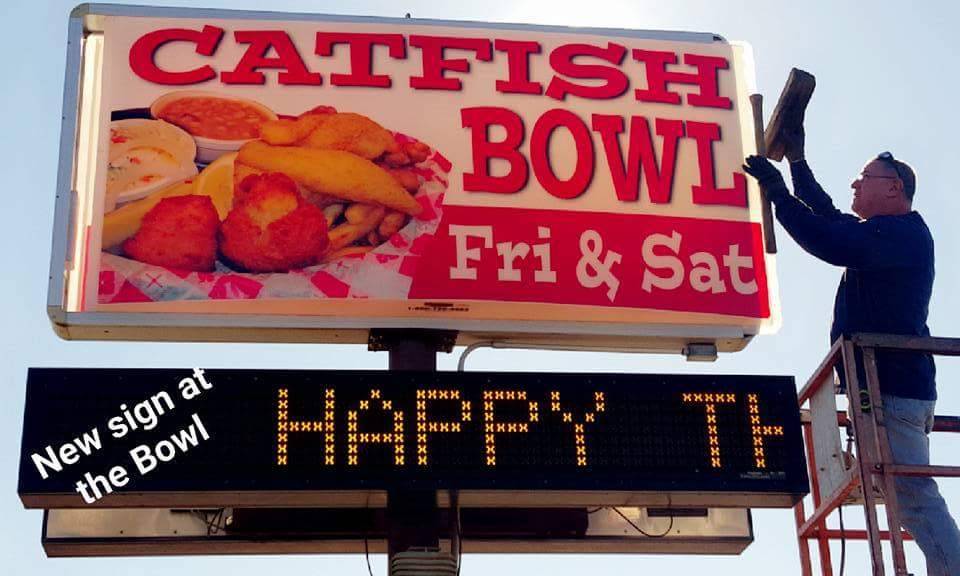 CATFISH
BOWL
Fri & Sat
New sign at
the Bowl
HAPPY